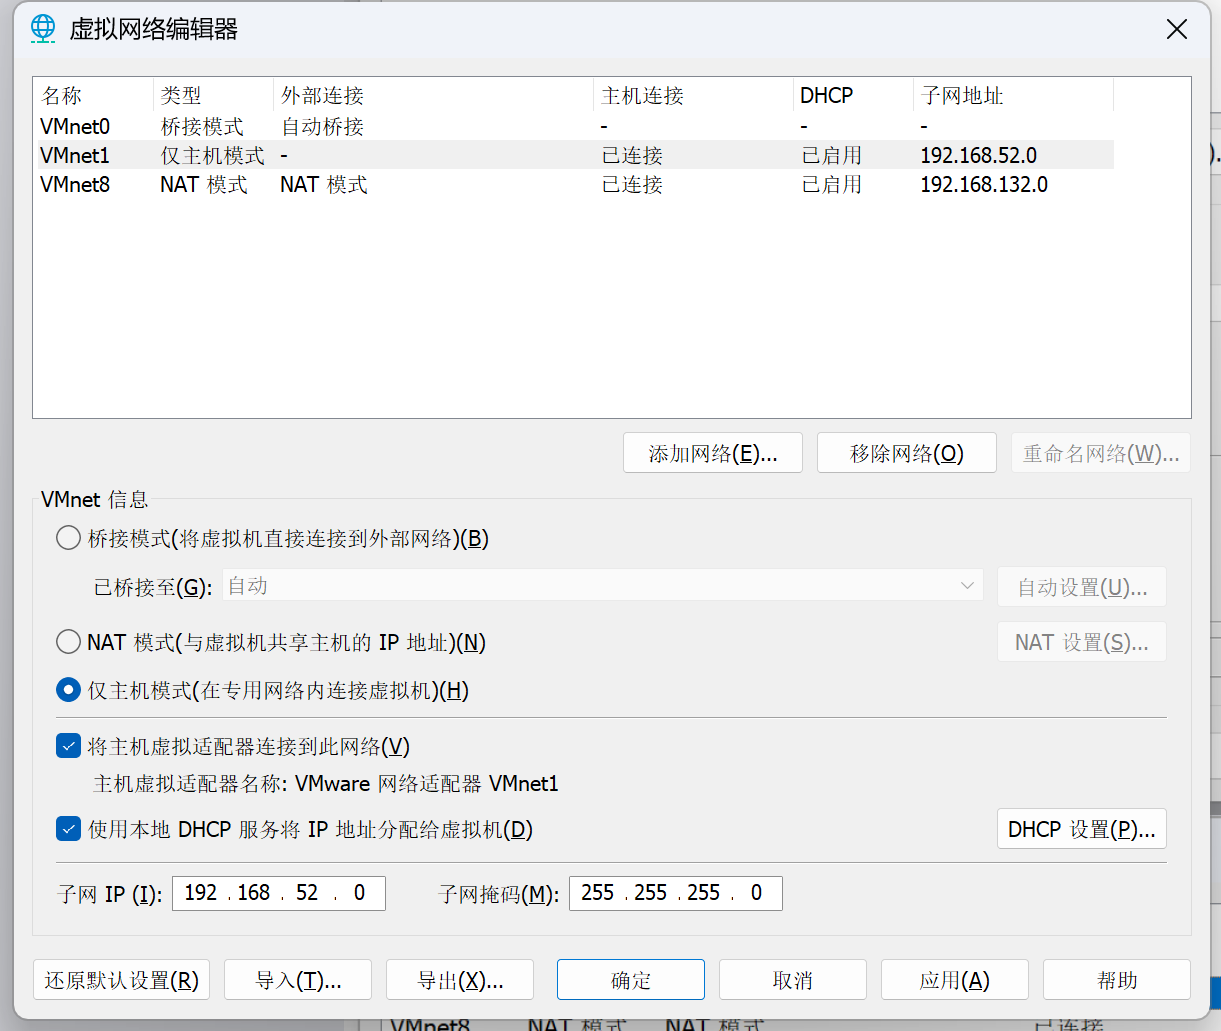 虚拟网络编辑器
名称 类型 外部连接 主机连接 DHCP 子网地址
VMnet0 桥接模式 自动桥接 - - -
VMnet1 仅主机模式 - 已连接 已启用 192.168.52.0
VMnet8 NAT 模式 NAT 模式 已连接 已启用 192.168.132.0
添加网络(E)... 移除网络(O) 重命名网络(W)...
VMnet 信息
桥接模式(将虚拟机直接连接到外部网络)(B)
已桥接至(G): 自动 自动设置(U)...
NAT 模式(与虚拟机共享主机的 IP 地址)(N) NAT 设置(S)...
仅主机模式(在专用网络内连接虚拟机)(H)
将主机虚拟适配器连接到此网络(V)
主机虚拟适配器名称: VMware 网络适配器 VMnet1
使用本地 DHCP 服务将 IP 地址分配给虚拟机(D) DHCP 设置(P)...
子网 IP (I): 192 . 168 . 52 . 0 子网掩码(M): 255 . 255 . 255 . 0
还原默认设置(R) 导入(T)... 导出(X)... 确定 取消 应用(A) 帮助
VMnet8 NAT 模式 NAT 模式 已连接